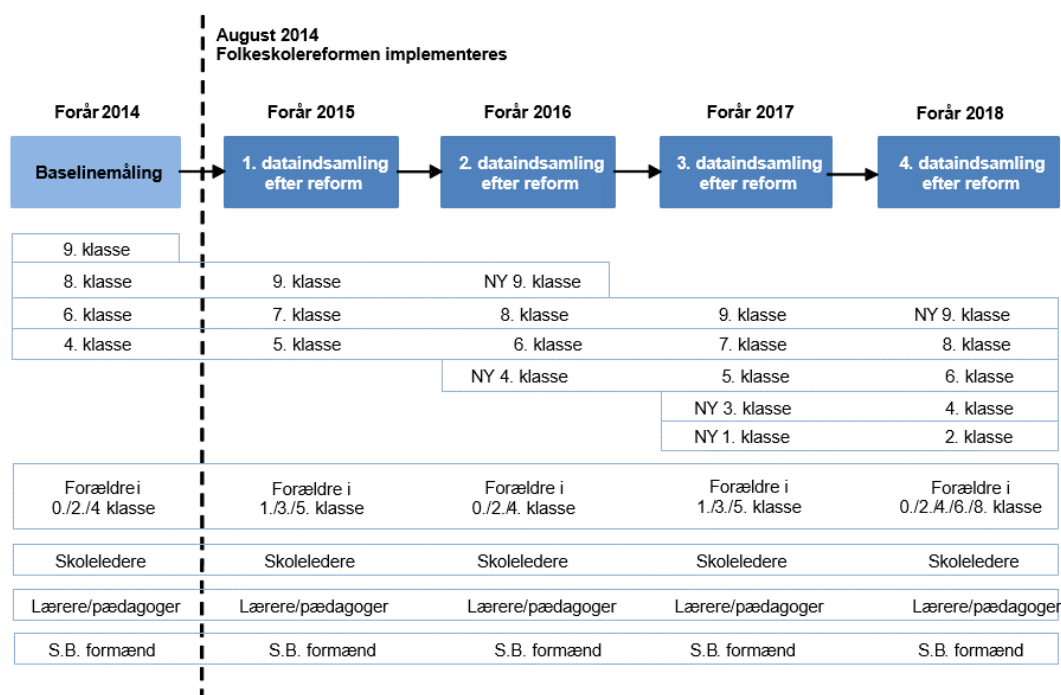 August 2014
Folkeskolereformen implementeres
Forår 2014 Forår 2015 Forår 2016 Forår 2017 Forår 2018
Baselinemåling
1. dataindsamling
efter reform
2. dataindsamling
efter reform
3. dataindsamling
efter reform
4. dataindsamling
efter reform
9. klasse
8. klasse 9. klasse NY 9. klasse
6. klasse 7. klasse 8. klasse 9. klasse NY 9. klasse
4. klasse 5. klasse 6. klasse 7. klasse 8. klasse
NY 4. klasse 5. klasse 6. klasse
NY 3. klasse 4. klasse
NY 1. klasse 2. klasse
Forældre i
0./2./4 klasse
Forældre i
1./3./5. klasse
Forældre i
0./2./4. klasse
Forældre i
1./3./5. klasse
Forældre i
0./2./4./6./8. klasse
Skoleledere Skoleledere Skoleledere Skoleledere Skoleledere
Lærere/pædagoger Lærere/pædagoger Lærere/pædagoger Lærere/pædagoger Lærere/pædagoger
S.B. formænd S.B. formænd S.B. formænd S.B. formænd S.B. formænd